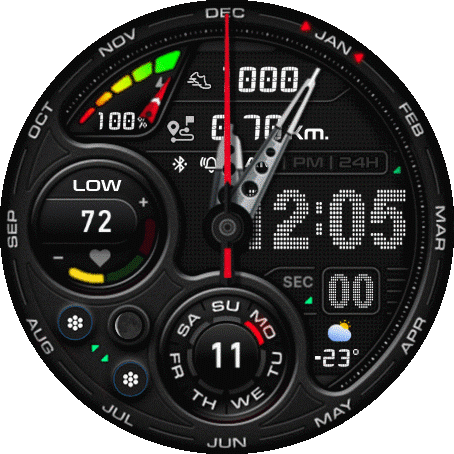 DEC
JAN
FEB
MAR
APR
MAY
JUN
JUL
AUG
SEP
OCT
NOV
100%
000
0.70 Km.
PM | 24H
LOW
72
+
−
12:05
SEC 00
-23°
SU
MO
TU
WE
TH
FR
SA
11